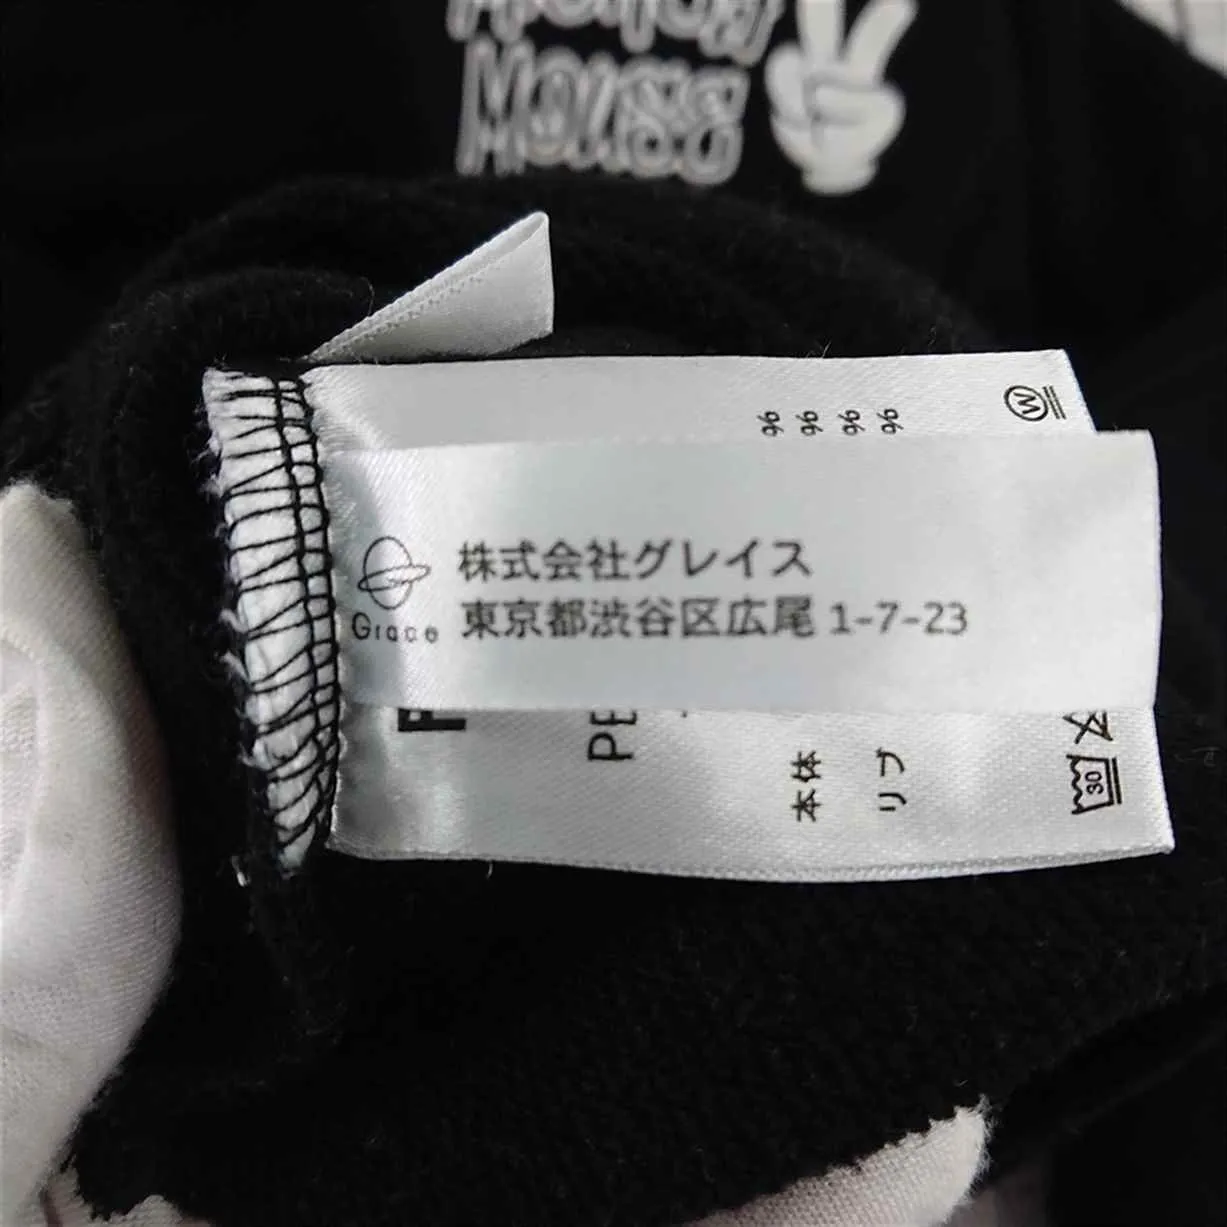 MOUSE
% % % %
W
株式会社グレイス
Grace 東京都渋谷区広尾 1-7-23
PE
本体
リブ
30